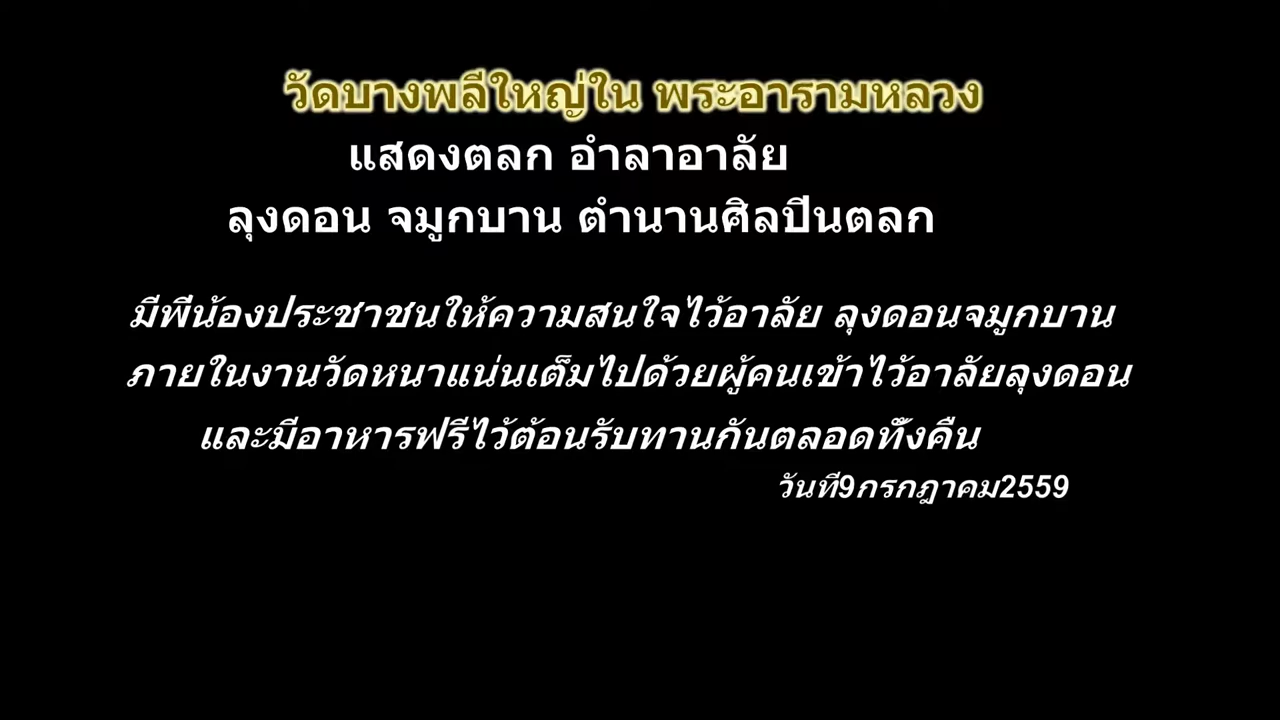 วัดบางพลีใหญ่ใน พระอารามหลวง
แสดงตลก อำลาอาลัย
ลุงดอน จมูกบาน ตำนานศิลปินตลก
มีพี่น้องประชาชนให้ความสนใจไว้อาลัย ลุงดอนจมูกบาน
ภายในงานวัดหนาแน่นเต็มไปด้วยผู้คนเข้าไว้อาลัยลุงดอน
และมีอาหารฟรีไว้ต้อนรับทานกันตลอดทั้งคืน
วันที่9กรกฎาคม2559